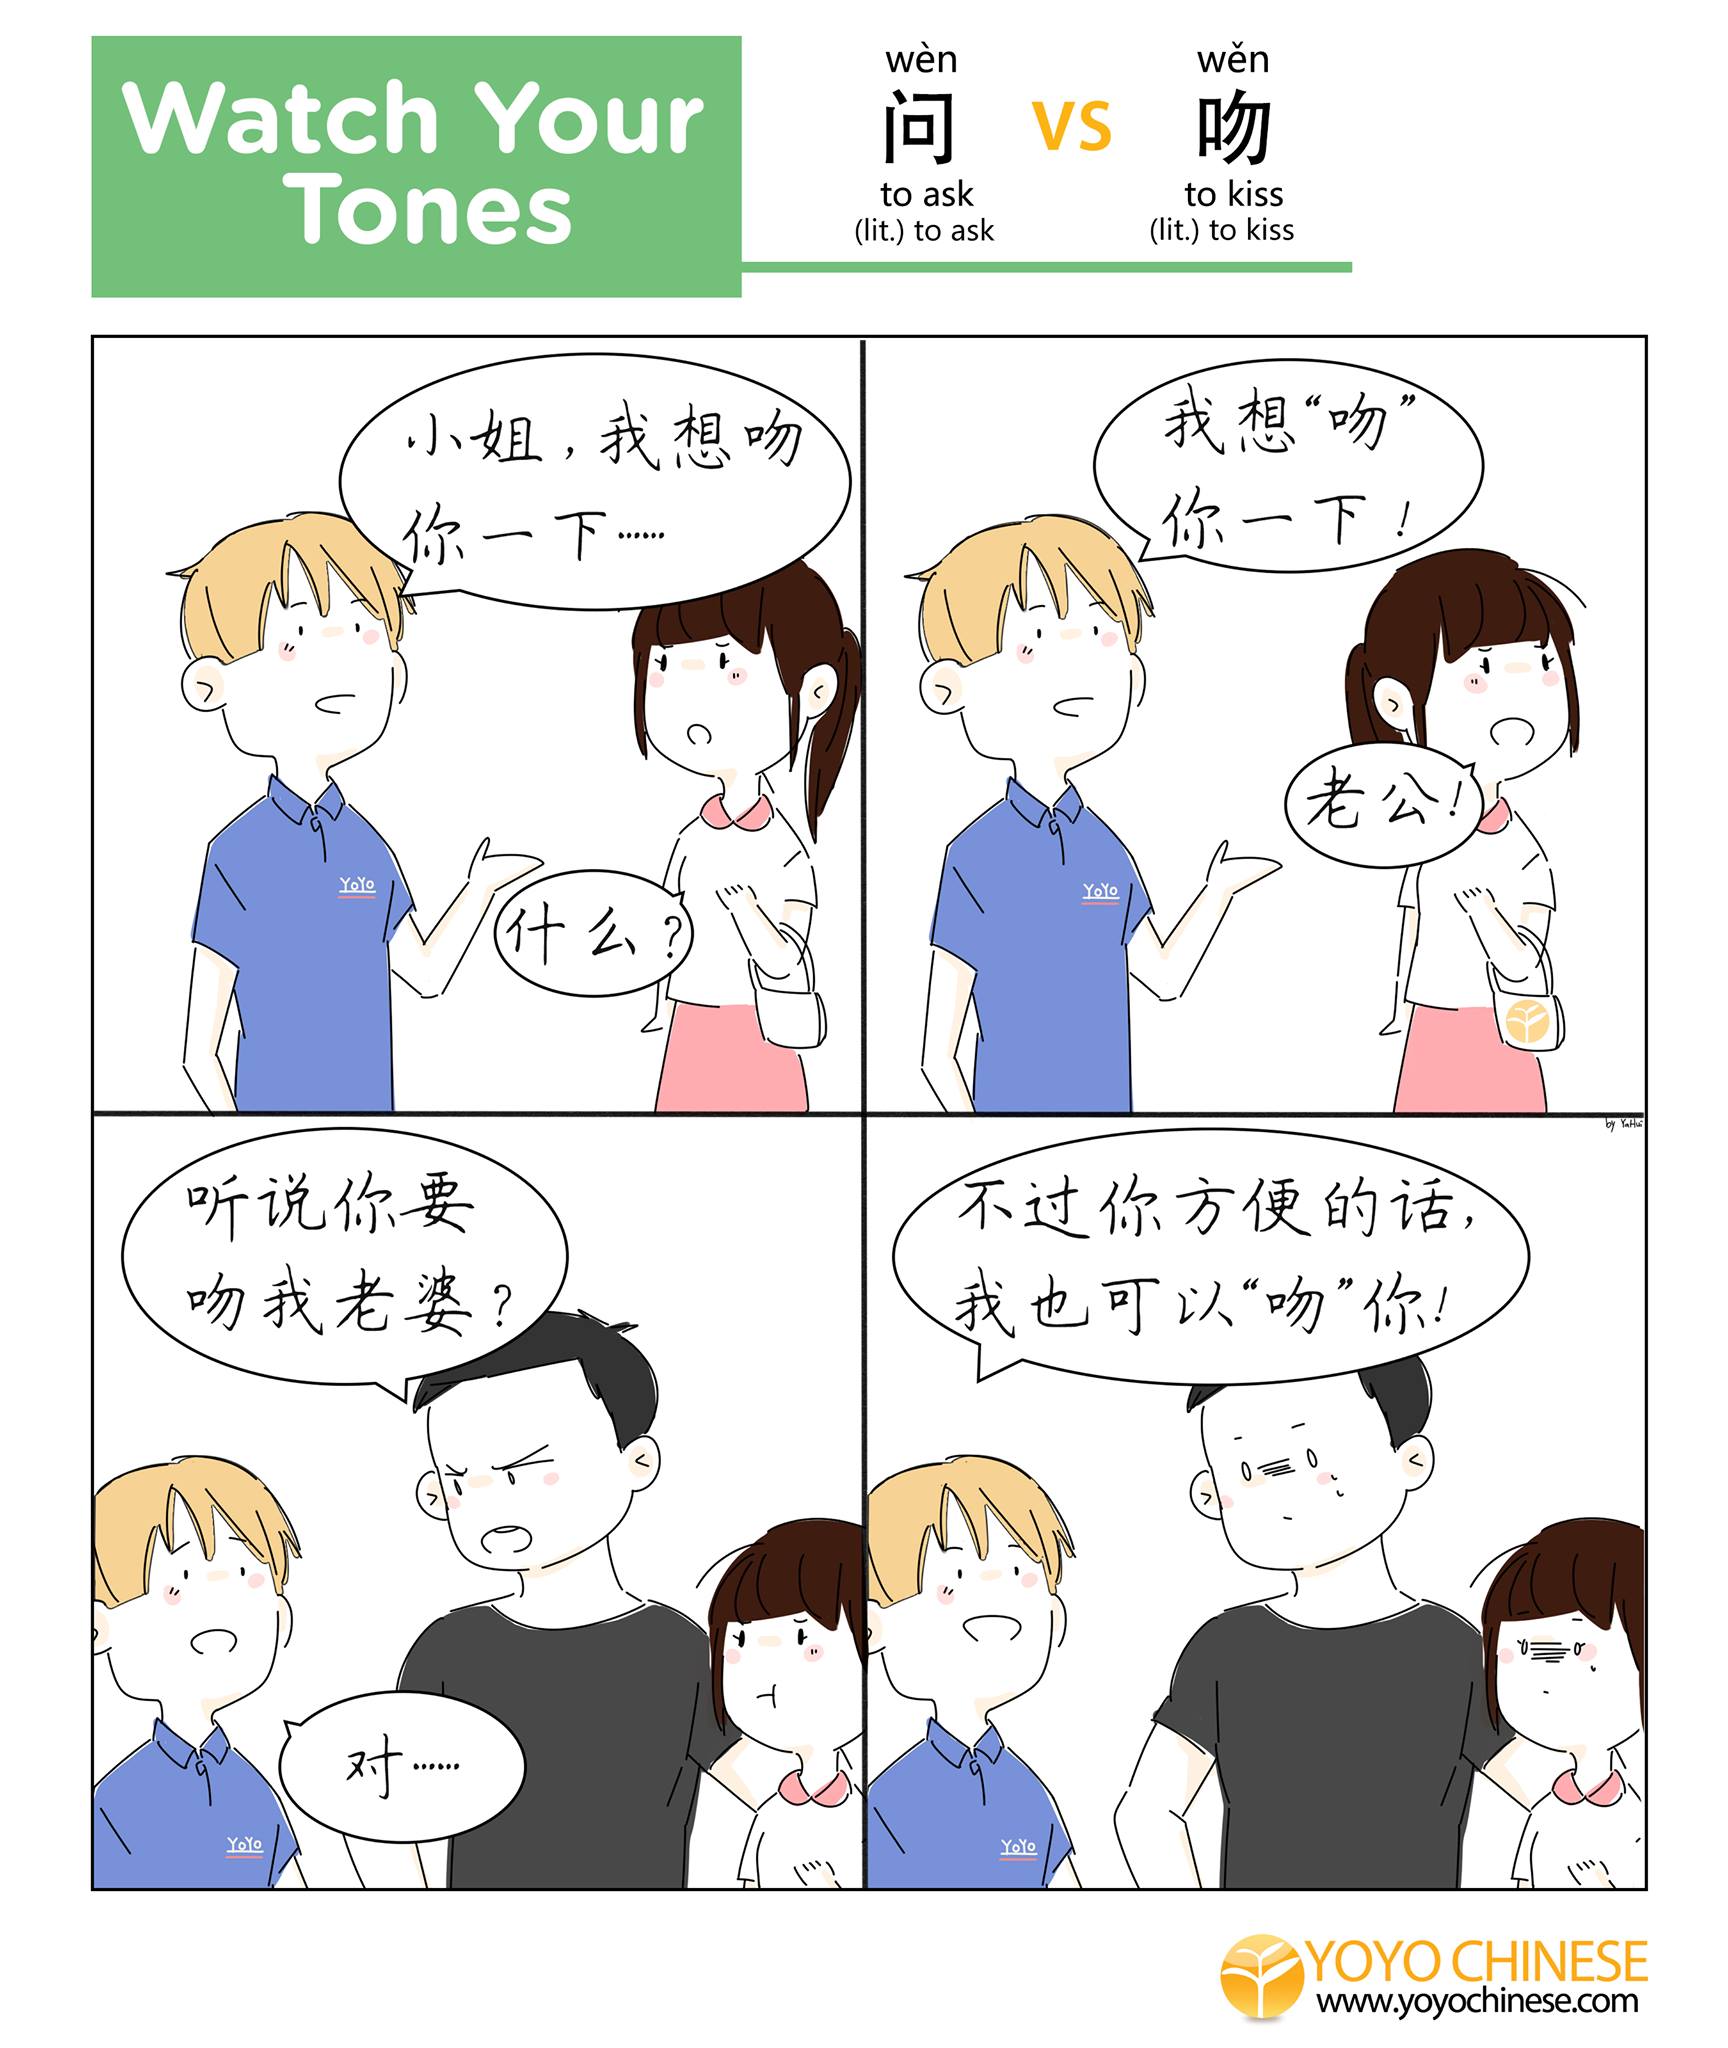 Watch Your
Tones
wèn
问
to ask
(lit.) to ask
VS
wěn
吻
to kiss
(lit.) to kiss
小姐，我想吻
你一下……
什么？
YoYo
我想“吻”
你一下！
老公！
YoYo
听说你要
吻我老婆？
对……
YoYo
by YaHui
不过你方便的话，
我也可以“吻”你！
YoYo
YOYO CHINESE
www.yoyochinese.com